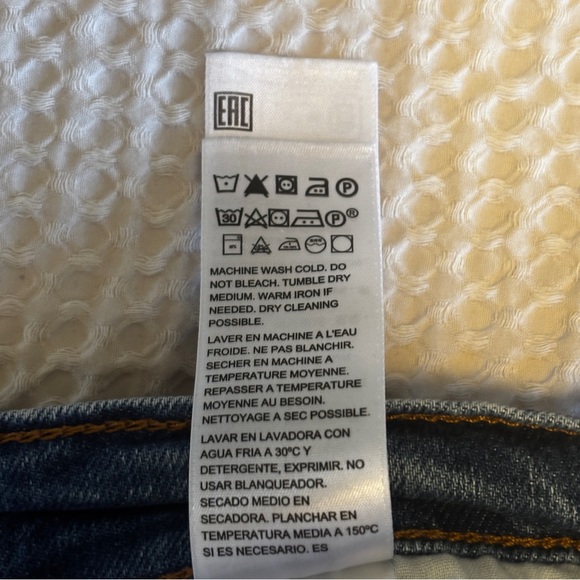 EAC
P
30 P®
MACHINE WASH COLD. DO
NOT BLEACH. TUMBLE DRY
MEDIUM. WARM IRON IF
NEEDED. DRY CLEANING
POSSIBLE.
LAVER EN MACHINE A L'EAU
FROIDE. NE PAS BLANCHIR.
SECHER EN MACHINE A
TEMPERATURE MOYENNE.
REPASSER A TEMPERATURE
MOYENNE AU BESOIN.
NETTOYAGE A SEC POSSIBLE.
LAVAR EN LAVADORA CON
AGUA FRIA A 30ºC Y
DETERGENTE, EXPRIMIR. NO
USAR BLANQUEADOR.
SECADO MEDIO EN
SECADORA. PLANCHAR EN
TEMPERATURA MEDIA A 150ºC
SI ES NECESARIO. ES